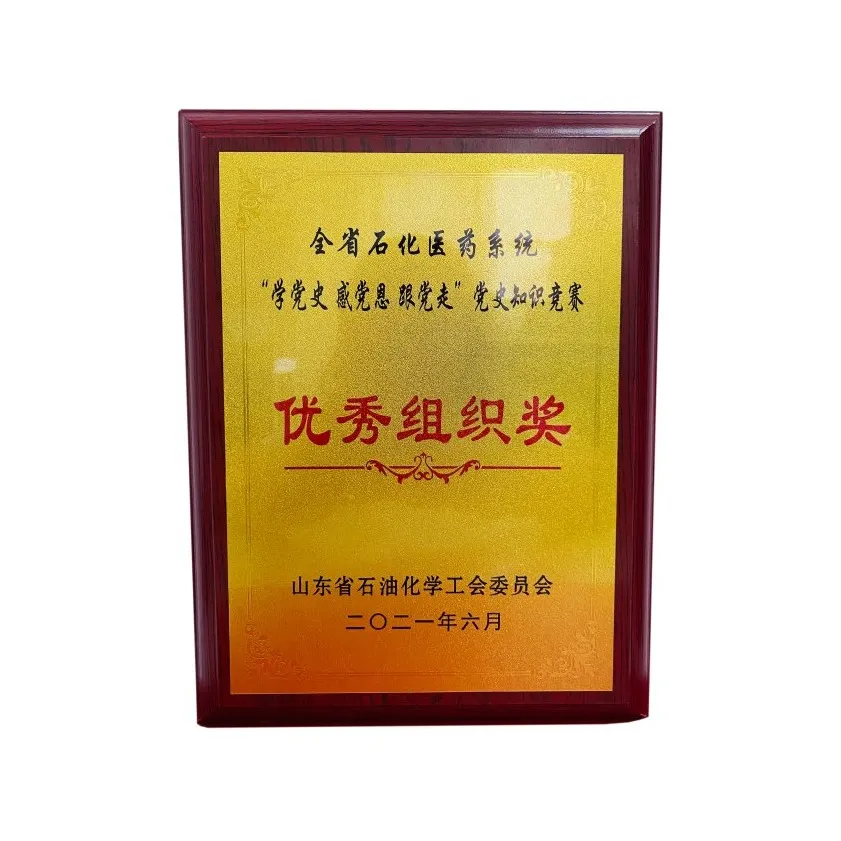 全省石化医药系统
“学党史 感党恩 跟党走”党史知识竞赛
优秀组织奖
山东省石油化学工会委员会
二〇二一年六月